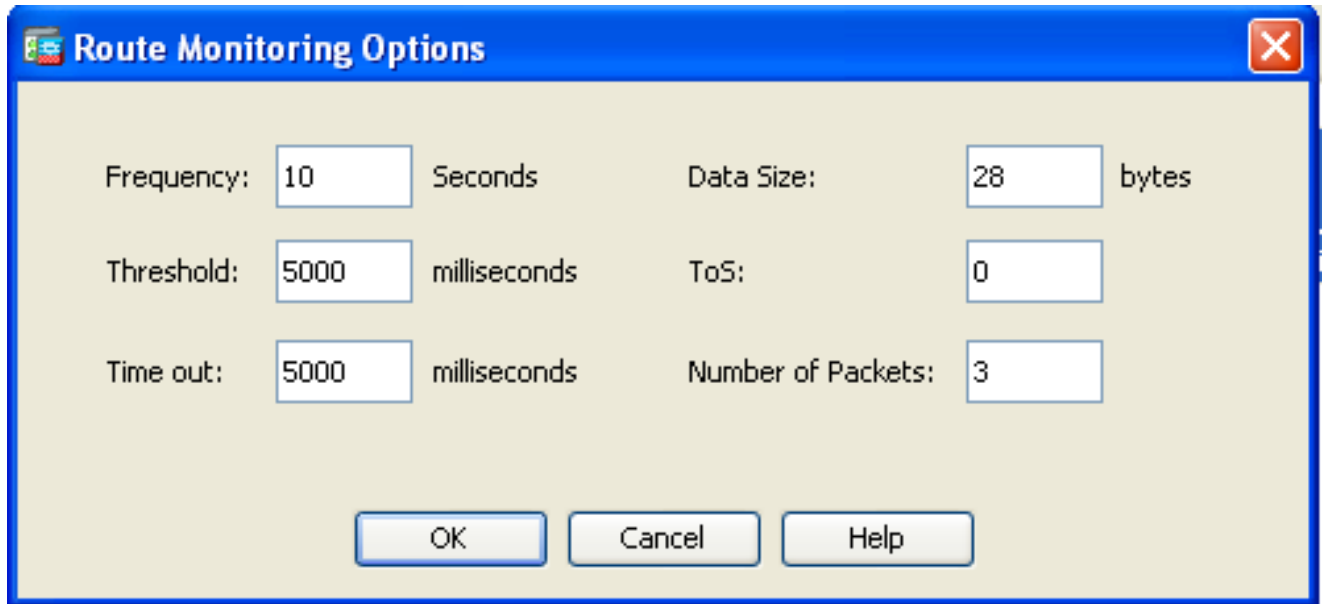 Route Monitoring Options
Frequency: 10 Seconds Data Size: 28 bytes
Threshold: 5000 milliseconds ToS: 0
Time out: 5000 milliseconds Number of Packets: 3
OK Cancel Help